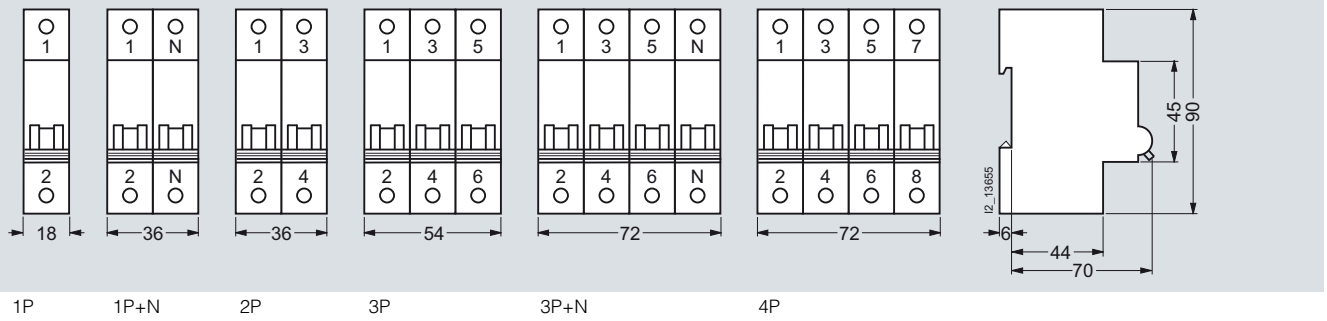 1 1 N 1 3 1 3 5 1 3 5 N 1 3 5 7
45
90
2 2 N 2 4 2 4 6 2 4 6 N 2 4 6 8
I2_13655
18 36 36 54 72 72 6
44
70
1P 1P+N 2P 3P 3P+N 4P